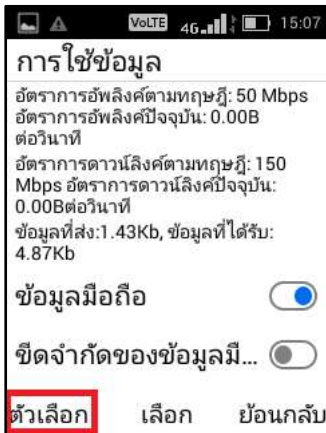 VoLTE 4G 15:07
การใช้ข้อมูล
อัตราการอัพลิงค์ตามทฤษฎี: 50 Mbps
อัตราการอัพลิงค์ปัจจุบัน: 0.00B
ต่อวินาที
อัตราการดาวน์ลิงค์ตามทฤษฎี: 150
Mbps อัตราการดาวน์ลิงค์ปัจจุบัน:
0.00Bต่อวินาที
ข้อมูลที่ส่ง:1.43Kb, ข้อมูลที่ได้รับ:
4.87Kb
ข้อมูลมือถือ
ขีดจำกัดของข้อมูลมื...
ตัวเลือก เลือก ย้อนกลับ